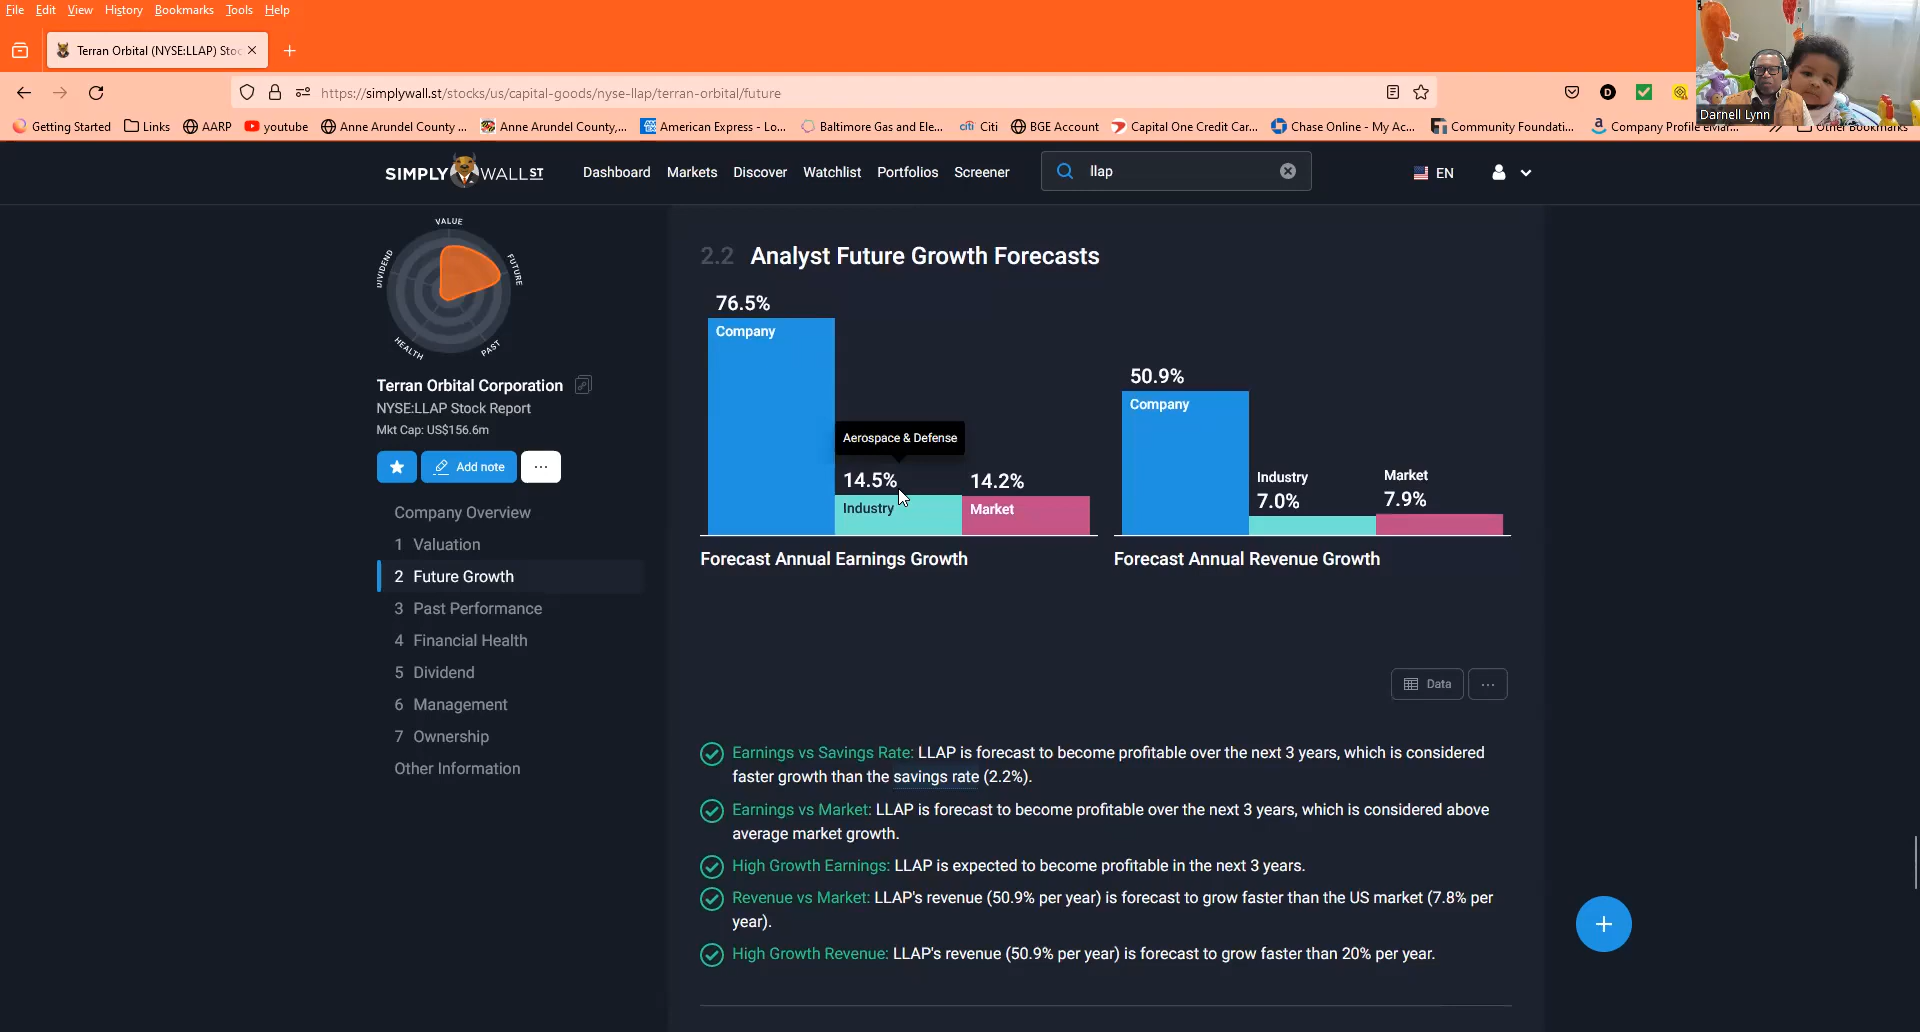 File Edit View History Bookmarks Tools Help
Terran Orbital (NYSE:LLAP) Stoc
https://simplywall.st/stocks/us/capital-goods/nyse-llap/terran-orbital/future
D
Darnell Lynn
Getting Started Links AARP youtube Anne Arundel County ... Anne Arundel County,... American Express - Lo... Baltimore Gas and Ele... citi Citi BGE Account Capital One Credit Car... Chase Online - My Ac... Community Foundati... a Company Profile eMar... Other Bookmarks
SIMPLY WALL ST Dashboard Markets Discover Watchlist Portfolios Screener llap EN
VALUE
FUTURE
PAST
HEALTH
DIVIDEND
Terran Orbital Corporation
NYSE:LLAP Stock Report
Mkt Cap: US$156.6m
Add note ...
Company Overview
1 Valuation
2 Future Growth
3 Past Performance
4 Financial Health
5 Dividend
6 Management
7 Ownership
Other Information
2.2 Analyst Future Growth Forecasts
76.5%
Company
Aerospace & Defense
14.5%
Industry
14.2%
Market
Forecast Annual Earnings Growth
50.9%
Company
Industry
7.0%
Market
7.9%
Forecast Annual Revenue Growth
Data ...
Earnings vs Savings Rate: LLAP is forecast to become profitable over the next 3 years, which is considered
faster growth than the savings rate (2.2%).
Earnings vs Market: LLAP is forecast to become profitable over the next 3 years, which is considered above
average market growth.
High Growth Earnings: LLAP is expected to become profitable in the next 3 years.
Revenue vs Market: LLAP's revenue (50.9% per year) is forecast to grow faster than the US market (7.8% per
year).
High Growth Revenue: LLAP's revenue (50.9% per year) is forecast to grow faster than 20% per year.